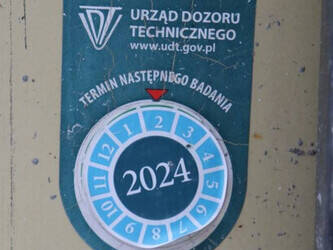 UDT
URZĄD DOZORU
TECHNICZNEGO
www.udt.gov.pl
TERMIN NASTĘPNEGO BADANIA
1 2 3 4 5 6 7 8 9 10 11 12
2024